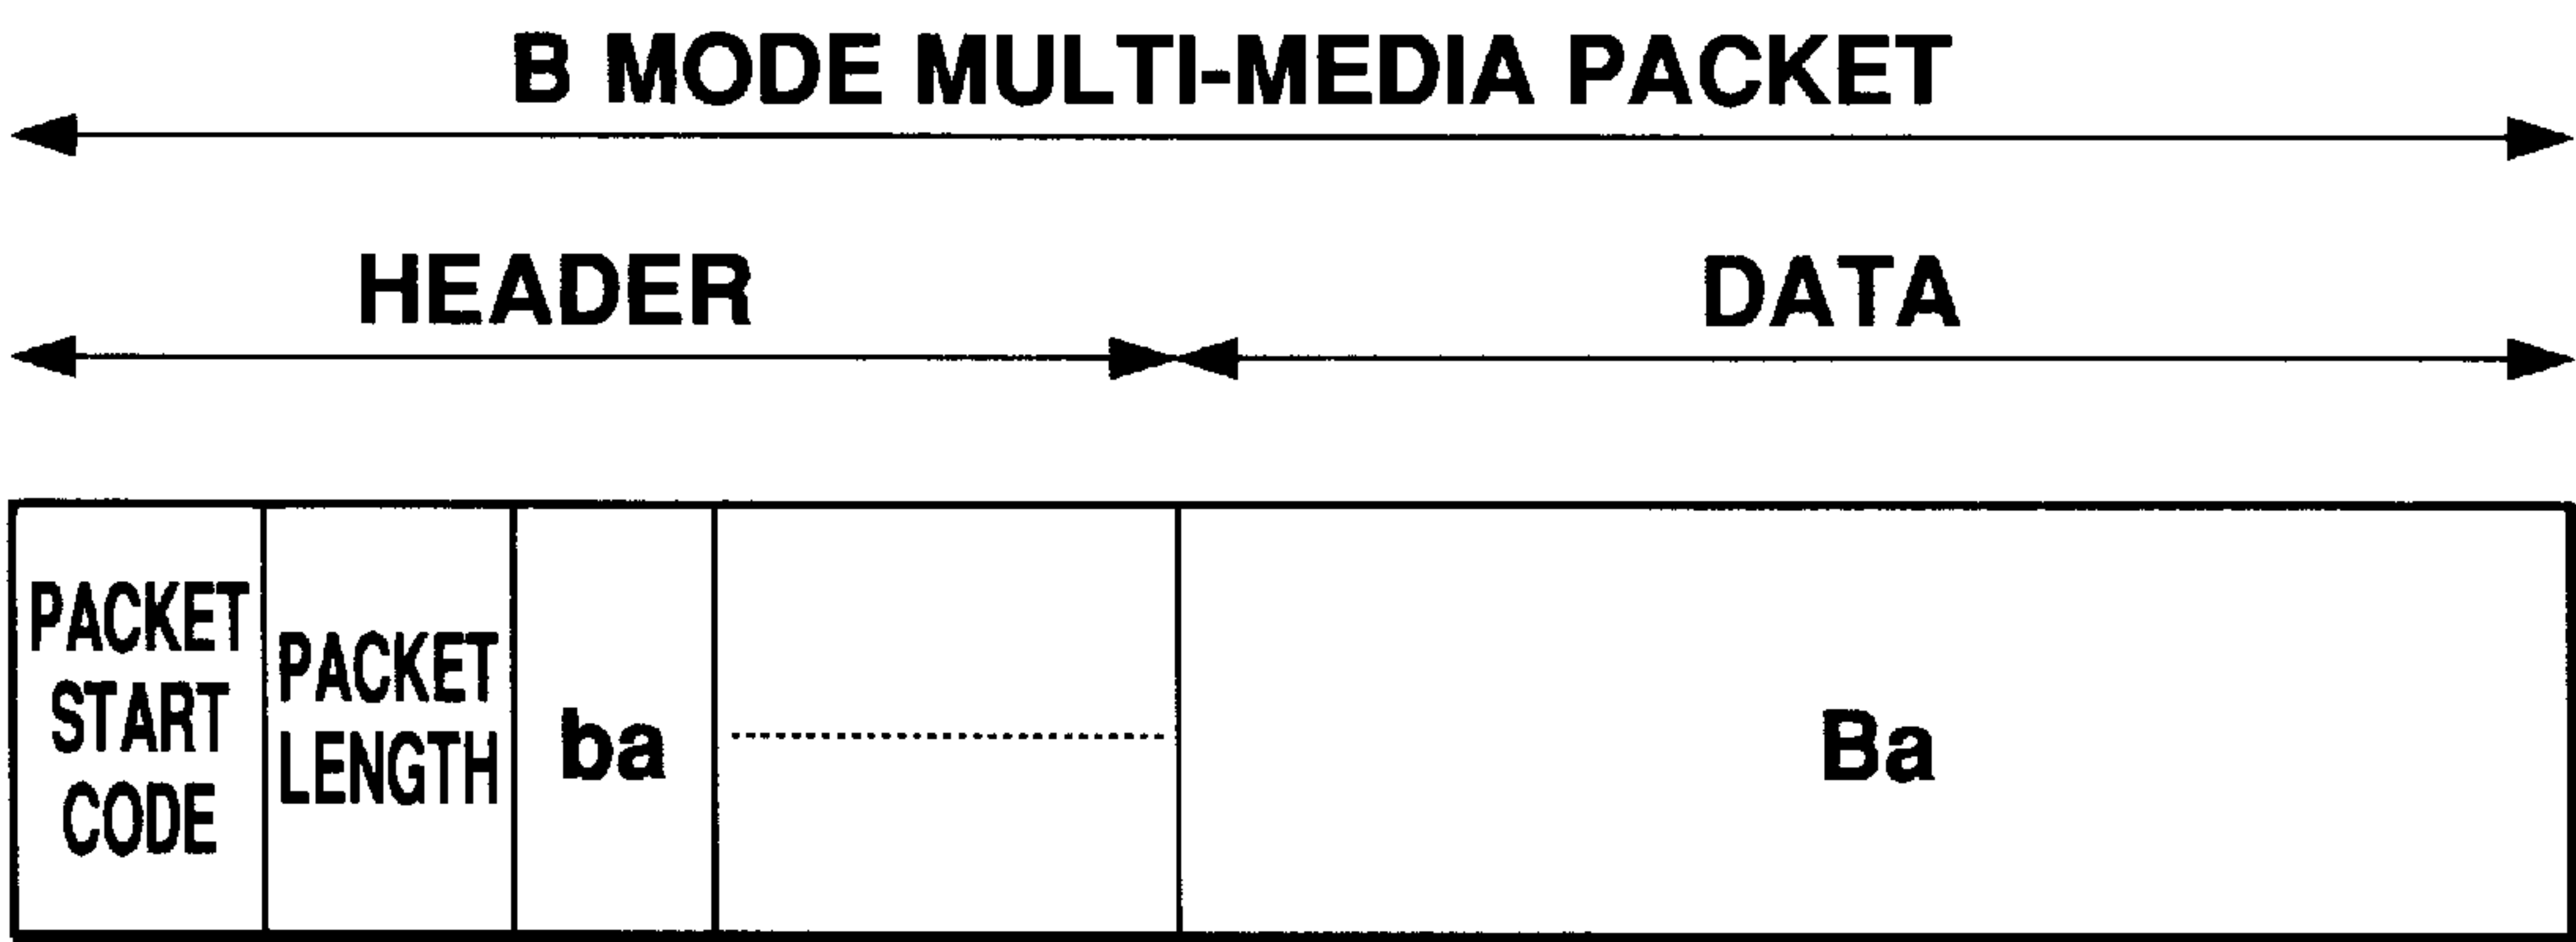 B MODE MULTI-MEDIA PACKET
HEADER
DATA
PACKET
START
CODE
PACKET
LENGTH
ba
Ba